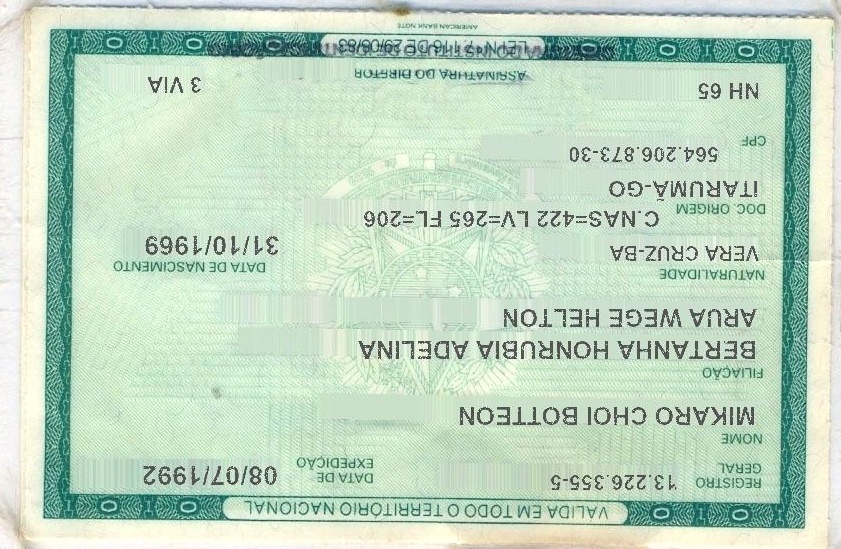 VALIDA EM TODO O TERRITÓRIO NACIONAL
REGISTRO GERAL 13.226.355-5 DATA DE EXPEDIÇÃO 08/07/1992
NOME
MIKARO CHOI BOTTEON
FILIAÇÃO
BERTANHA HONRUBIA ADELINA
ARUA WEGE HELTON
NATURALIDADE DATA DE NASCIMENTO
VERA CRUZ-BA 31/10/1969
DOC. ORIGEM C.NAS=422 LV=265 FL=206
ITARUMÃ-GO
CPF 564.206.873-30
NH 65 3 VIA
ASSINATURA DO DIRETOR
LEI Nº 7.116 DE 29/08/83
AMERICAN BANK NOTE